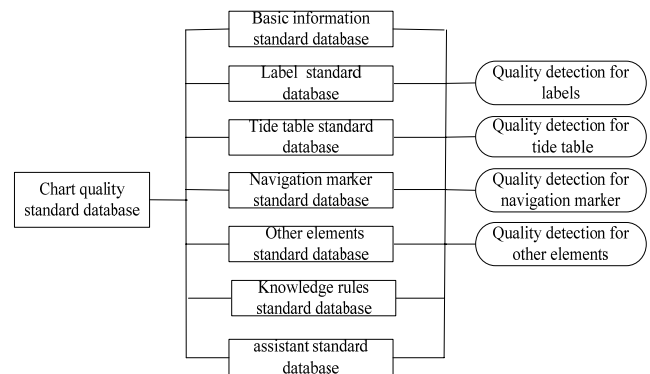 Basic information
standard database
Label standard
database
Tide table standard
database
Navigation marker
standard database
Other elements
standard database
Knowledge rules
standard database
assistant standard
database
Chart quality
standard database
Quality detection for
labels
Quality detection for
tide table
Quality detection for
navigation marker
Quality detection for
other elements